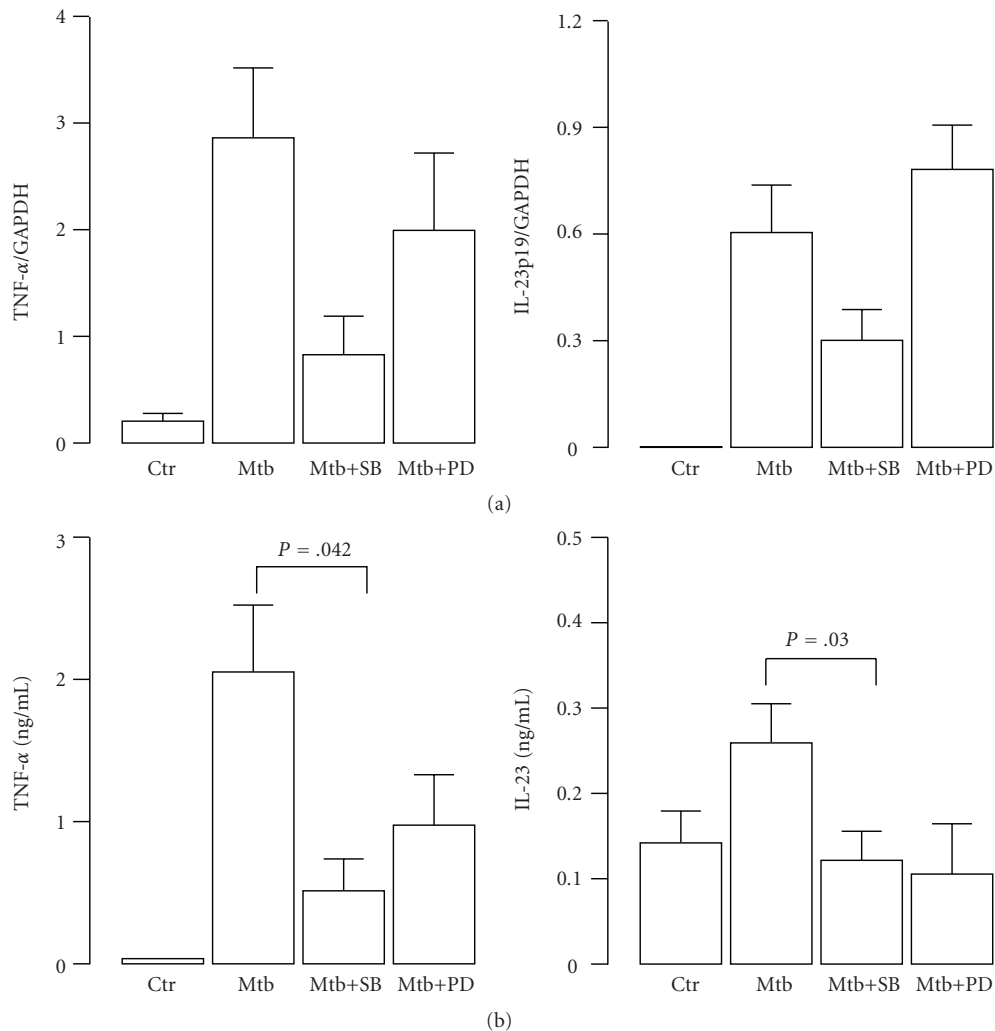 TNF-α/GAPDH
4
3
2
1
0
Ctr Mtb Mtb+SB Mtb+PD
IL-23p19/GAPDH
1.2
0.9
0.6
0.3
0
Ctr Mtb Mtb+SB Mtb+PD
(a)
TNF-α (ng/mL)
3
2
1
0
P = .042
Ctr Mtb Mtb+SB Mtb+PD
IL-23 (ng/mL)
0.5
0.4
0.3
0.2
0.1
0
P = .03
Ctr Mtb Mtb+SB Mtb+PD
(b)